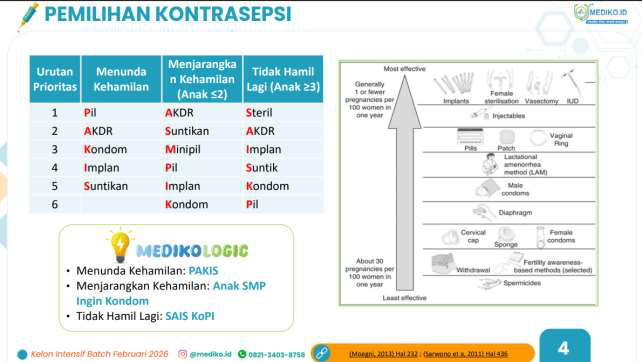 PEMILIHAN KONTRASEPSI
MEDIKO.ID
Urutan Prioritas
Menunda Kehamilan
Menjarangka n Kehamilan (Anak ≤2)
Tidak Hamil Lagi (Anak ≥3)
1 Pil AKDR Steril
2 AKDR Suntikan AKDR
3 Kondom Minipil Implan
4 Implan Pil Suntik
5 Suntikan Implan Kondom
6 Kondom Pil
MEDIKOLOGIC
• Menunda Kehamilan: PAKIS
• Menjarangkan Kehamilan: Anak SMP
Ingin Kondom
• Tidak Hamil Lagi: SAIS KoPI
Most effective
Generally
1 or fewer
pregnancies per
100 women in
one year
About 30
pregnancies per
100 women in
one year
Least effective
Implants
Female
sterilisation
Vasectomy
IUD
Injectables
Pills
Patch
Vaginal
Ring
Lactational
amenorrhea
method (LAM)
Male
condoms
Diaphragm
Cervical
cap
Sponge
Female
condoms
Withdrawal
Fertility awareness-
based methods (selected)
Spermicides
Kelon Intensif Batch Februari 2026
@mediko.id
0821-3403-8758
(Moegni, 2013) Hal 232 ; (Sarwono et a, 2011) Hal 436
4